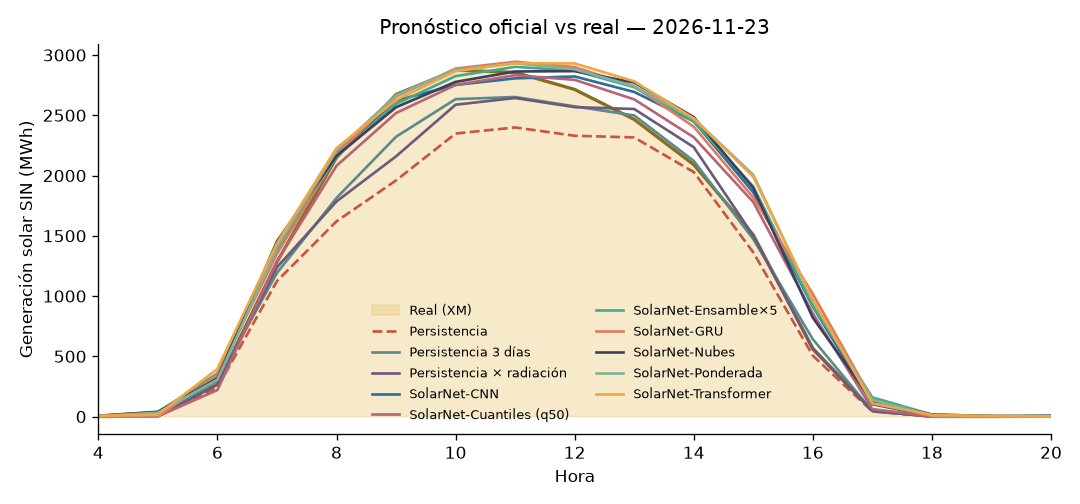 Pronóstico oficial vs real — 2026-11-23
Generación solar SIN (MWh)
3000
2500
2000
1500
1000
500
0
Real (XM)
Persistencia
Persistencia 3 días
Persistencia × radiación
SolarNet-CNN
SolarNet-Cuantiles (q50)
SolarNet-Ensamble×5
SolarNet-GRU
SolarNet-Nubes
SolarNet-Ponderada
SolarNet-Transformer
4 6 8 10 12 14 16 18 20
Hora